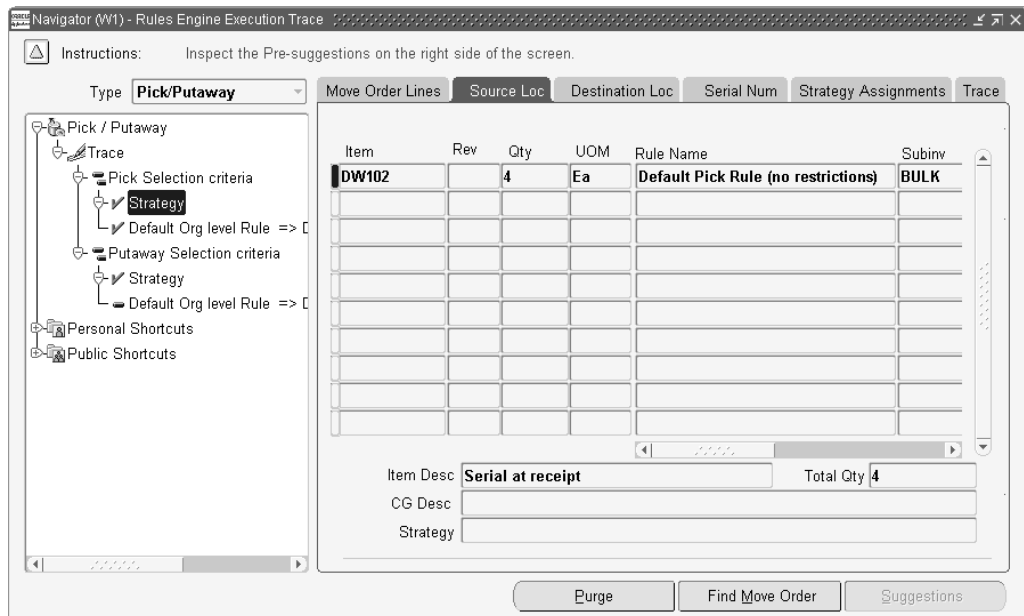 Navigator (W1) - Rules Engine Execution Trace
Instructions: Inspect the Pre-suggestions on the right side of the screen.
Type Pick/Putaway
Pick / Putaway
Trace
Pick Selection criteria
Strategy
Default Org level Rule => D
Putaway Selection criteria
Strategy
Default Org level Rule => D
Personal Shortcuts
Public Shortcuts
Move Order Lines Source Loc Destination Loc Serial Num Strategy Assignments Trace
Item Rev Qty UOM Rule Name Subinv
DW102 4 Ea Default Pick Rule (no restrictions) BULK
Item Desc Serial at receipt Total Qty 4
CG Desc
Strategy
Purge Find Move Order Suggestions